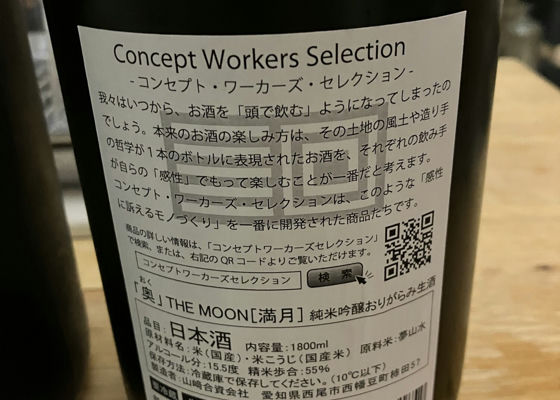 Concept Workers Selection
- コンセプト・ワーカーズ・セレクション -
我々はいつから、お酒を「頭で飲む」ようになってしまったの
でしょう。本来のお酒の楽しみ方は、その土地の風土や造り手
の哲学が1本のボトルに表現されたお酒を、それぞれの飲み手
が自らの「感性」でもって楽しむことが一番だと考えます。
コンセプト・ワーカーズ・セレクションは、このような「感性
に訴えるモノづくり」を一番に開発された商品たちです。
商品の詳しい情報は、「コンセプトワーカーズセレクション」
で検索、または、右記のQRコードよりご覧いただけます。
コンセプトワーカーズセレクション 検 索
おく
「奥」THE MOON[満月] 純米吟醸おりがらみ生酒
品目:日本酒 内容量:1800ml
原材料名:米(国産)・米こうじ(国産米) 原料米:夢山水
アルコール分:15.5度 精米歩合:55%
保存方法:冷蔵庫で保存してください。(10℃以下)
製造者:山﨑合資会社 愛知県西尾市西幡豆町柿田57